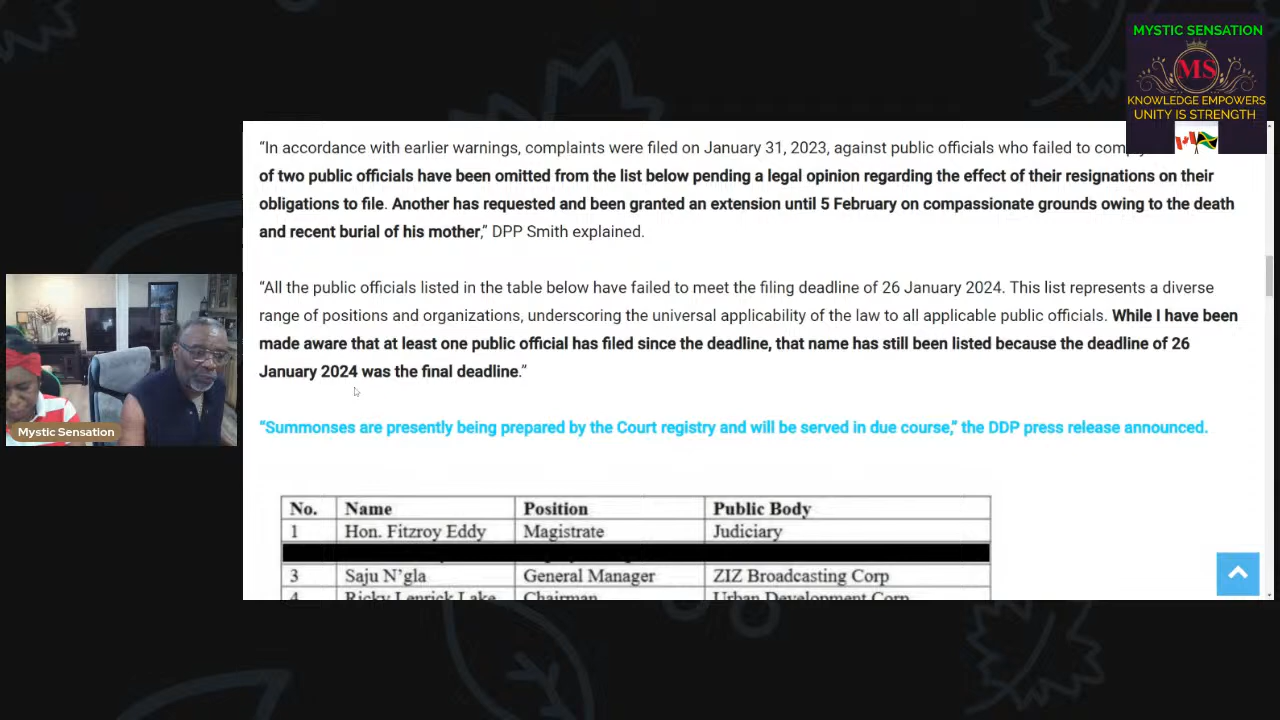 MYSTIC SENSATION
MS
KNOWLEDGE EMPOWERS
UNITY IS STRENGTH
“In accordance with earlier warnings, complaints were filed on January 31, 2023, against public officials who failed to
of two public officials have been omitted from the list below pending a legal opinion regarding the effect of their resignations on their
obligations to file. Another has requested and been granted an extension until 5 February on compassionate grounds owing to the death
and recent burial of his mother,” DPP Smith explained.
“All the public officials listed in the table below have failed to meet the filing deadline of 26 January 2024. This list represents a diverse
range of positions and organizations, underscoring the universal applicability of the law to all applicable public officials. While I have been
made aware that at least one public official has filed since the deadline, that name has still been listed because the deadline of 26
January 2024 was the final deadline.”
“Summonses are presently being prepared by the Court registry and will be served in due course,” the DDP press release announced.
No. Name Position Public Body
1 Hon. Fitzroy Eddy Magistrate Judiciary
3 Saju N’gla General Manager ZIZ Broadcasting Corp
4 Ricky Lenrick Lake Chairman Urban Development Corp
Mystic Sensation